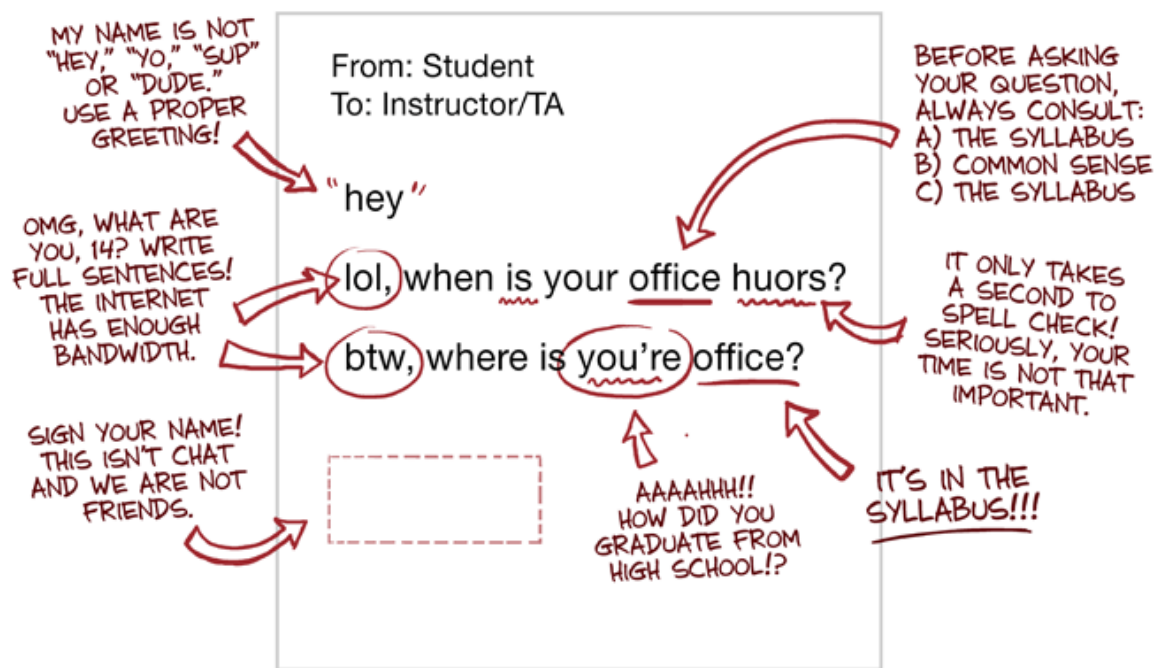 MY NAME IS NOT
"HEY," "YO," "SUP"
OR "DUDE."
USE A PROPER
GREETING!
From: Student
To: Instructor/TA
BEFORE ASKING
YOUR QUESTION,
ALWAYS CONSULT:
A) THE SYLLABUS
B) COMMON SENSE
C) THE SYLLABUS
"hey"
OMG, WHAT ARE
YOU, 14? WRITE
FULL SENTENCES!
THE INTERNET
HAS ENOUGH
BANDWIDTH.
lol, when is your office huors?
btw, where is you're office?
IT ONLY TAKES
A SECOND TO
SPELL CHECK!
SERIOUSLY, YOUR
TIME IS NOT THAT
IMPORTANT.
SIGN YOUR NAME!
THIS ISN'T CHAT
AND WE ARE NOT
FRIENDS.
AAAAHHH!!
HOW DID YOU
GRADUATE FROM
HIGH SCHOOL!?
IT'S IN THE
SYLLABUS!!!